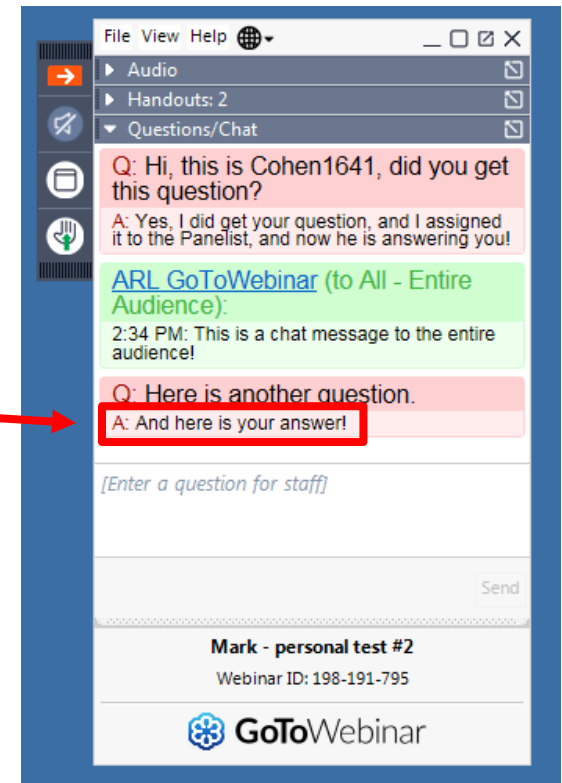 File View Help
Audio
Handouts: 2
Questions/Chat
Q: Hi, this is Cohen1641, did you get
this question?
A: Yes, I did get your question, and I assigned
it to the Panelist, and now he is answering you!
ARL GoToWebinar (to All - Entire
Audience):
2:34 PM: This is a chat message to the entire
audience!
Q: Here is another question.
A: And here is your answer!
[Enter a question for staff]
Send
Mark - personal test #2
Webinar ID: 198-191-795
GoToWebinar